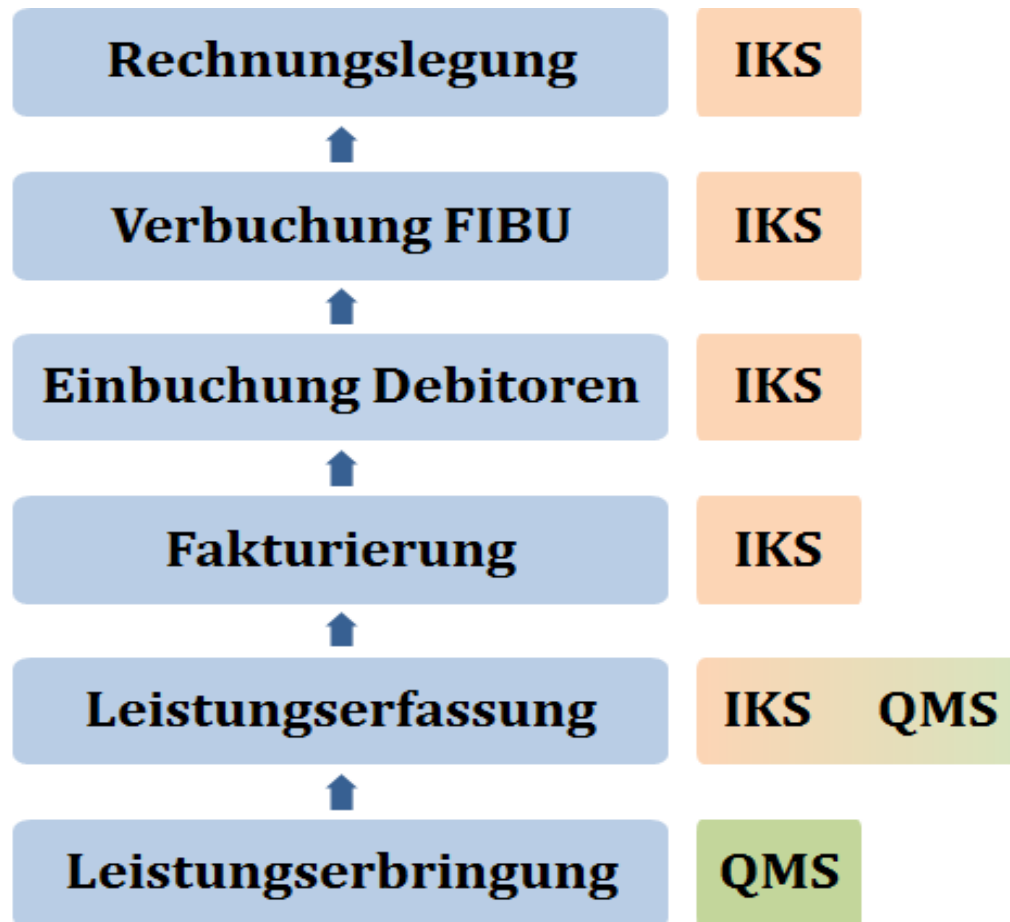 Rechnungslegung IKS
Verbuchung FIBU IKS
Einbuchung Debitoren IKS
Fakturierung IKS
Leistungserfassung IKS QMS
Leistungserbringung QMS